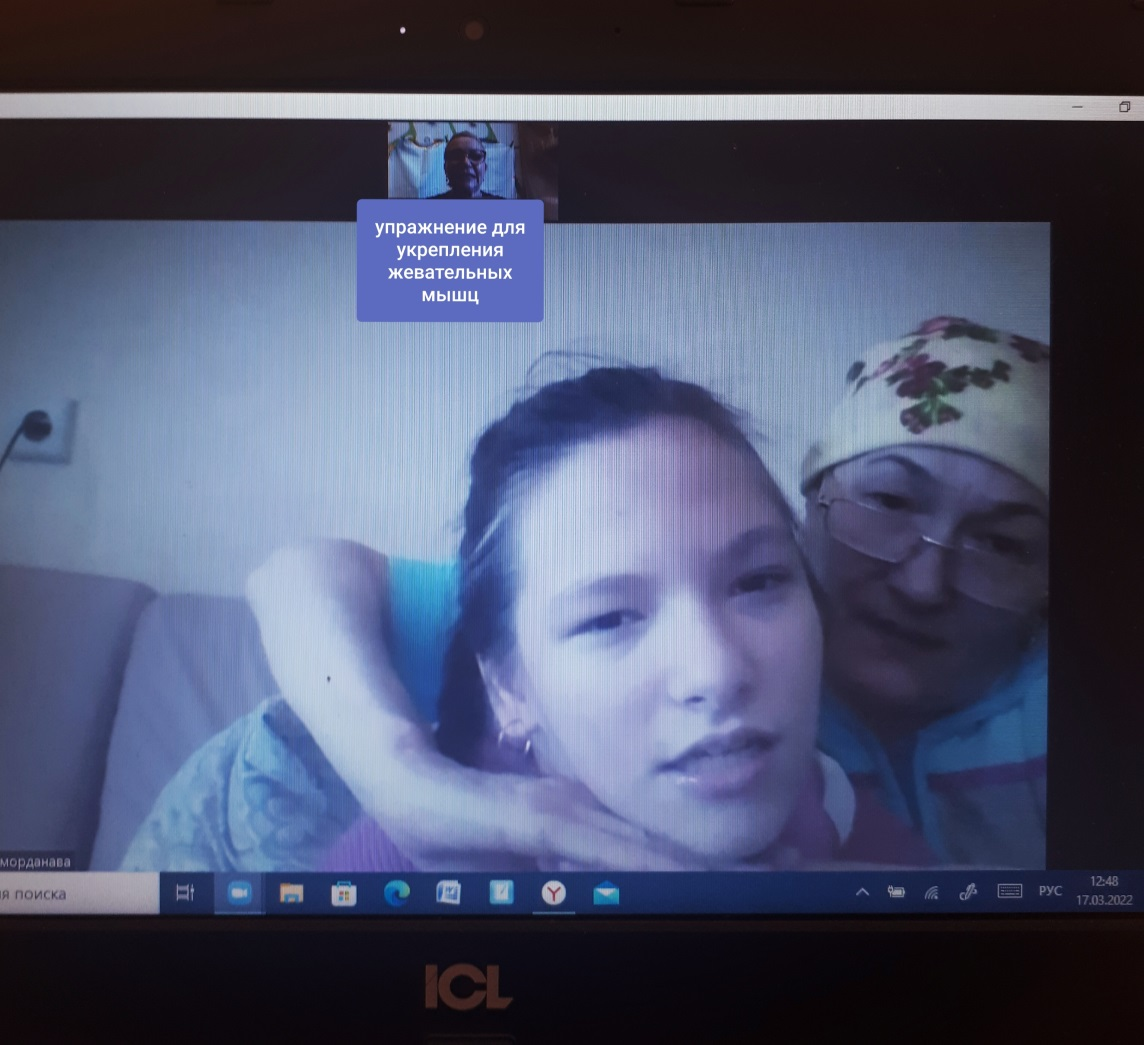 упражнение для
укрепления
жевательных
мышц
морданава
я поиска
РУС
12:48
17.03.2022
ICL